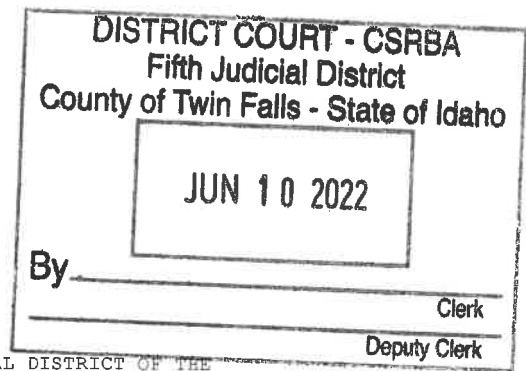 DISTRICT COURT - CSRBA
Fifth Judicial District
County of Twin Falls - State of Idaho
JUN 10 2022
By
Clerk
Deputy Clerk
AL DISTRICT OF THE